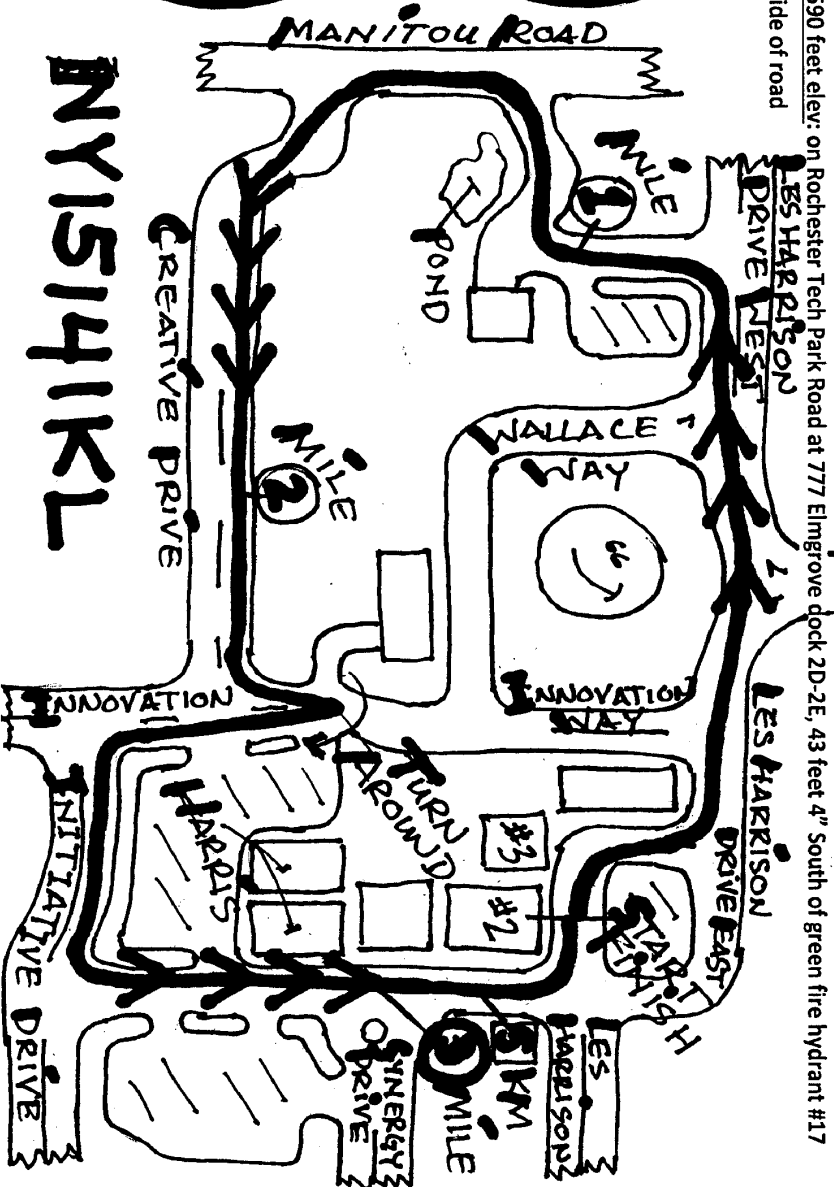 590 feet elev: on Rochester Tech Park Road at 777 Elmgrove dock 2D-2E, 43 feet 4” South of green fire hydrant #17
ide of road
MANITOU ROAD
LES HARRISON
DRIVE WEST
MILE
1
POND
WALLACE
WAY
CREATIVE DRIVE
MILE
2
NY15141KL
INNOVATION
WAY
LES HARRISON
DRIVE EAST
INNOVATION
TURN
AROUND
HARRIS
#3
#2
START
FINISH
INITIATIVE DRIVE
3
MILE
5
KM
LES
HARRISON
SYNERGY
DRIVE